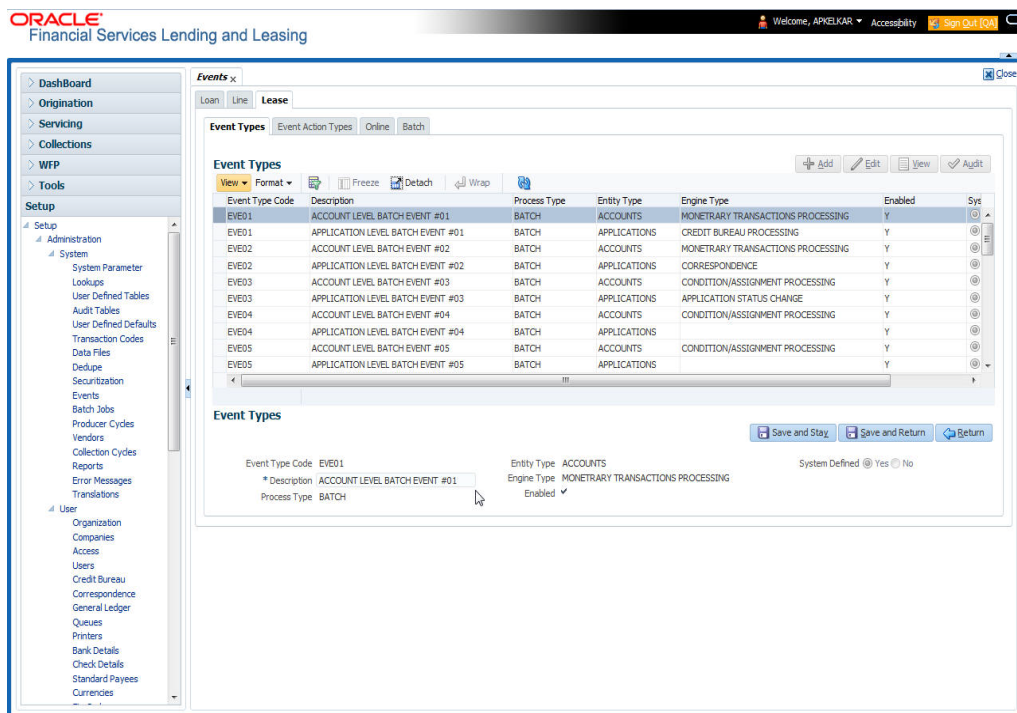 ORACLE
Financial Services Lending and Leasing
Welcome, APKELKAR
Accessibility
Sign Out [QA]
DashBoard
Origination
Servicing
Collections
WFP
Tools
Setup
Setup
Administration
System
System Parameter
Lookups
User Defined Tables
Audit Tables
User Defined Defaults
Transaction Codes
Data Files
Dedupe
Securitization
Events
Batch Jobs
Producer Cycles
Vendors
Collection Cycles
Reports
Error Messages
Translations
User
Organization
Companies
Access
Users
Credit Bureau
Correspondence
General Ledger
Queues
Printers
Bank Details
Check Details
Standard Payees
Currencies
Events x
Close
Loan Line Lease
Event Types Event Action Types Online Batch
Event Types
Add Edit View Audit
View Format Freeze Detach Wrap
Event Type Code Description Process Type Entity Type Engine Type Enabled Sys
EVE01 ACCOUNT LEVEL BATCH EVENT #01 BATCH ACCOUNTS MONETRARY TRANSACTIONS PROCESSING Y
EVE01 APPLICATION LEVEL BATCH EVENT #01 BATCH APPLICATIONS CREDIT BUREAU PROCESSING Y
EVE02 ACCOUNT LEVEL BATCH EVENT #02 BATCH ACCOUNTS MONETRARY TRANSACTIONS PROCESSING Y
EVE02 APPLICATION LEVEL BATCH EVENT #02 BATCH APPLICATIONS CORRESPONDENCE Y
EVE03 ACCOUNT LEVEL BATCH EVENT #03 BATCH ACCOUNTS CONDITION/ASSIGNMENT PROCESSING Y
EVE03 APPLICATION LEVEL BATCH EVENT #03 BATCH APPLICATIONS APPLICATION STATUS CHANGE Y
EVE04 ACCOUNT LEVEL BATCH EVENT #04 BATCH ACCOUNTS CONDITION/ASSIGNMENT PROCESSING Y
EVE04 APPLICATION LEVEL BATCH EVENT #04 BATCH APPLICATIONS Y
EVE05 ACCOUNT LEVEL BATCH EVENT #05 BATCH ACCOUNTS CONDITION/ASSIGNMENT PROCESSING Y
EVE05 APPLICATION LEVEL BATCH EVENT #05 BATCH APPLICATIONS Y
Event Types
Save and Stay Save and Return Return
Event Type Code EVE01 Entity Type ACCOUNTS System Defined Yes No
* Description ACCOUNT LEVEL BATCH EVENT #01 Engine Type MONETRARY TRANSACTIONS PROCESSING
Process Type BATCH Enabled